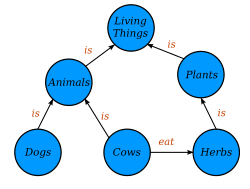 Living
Things
is
is
Animals
Plants
is
is
is
eat
Dogs
Cows
Herbs